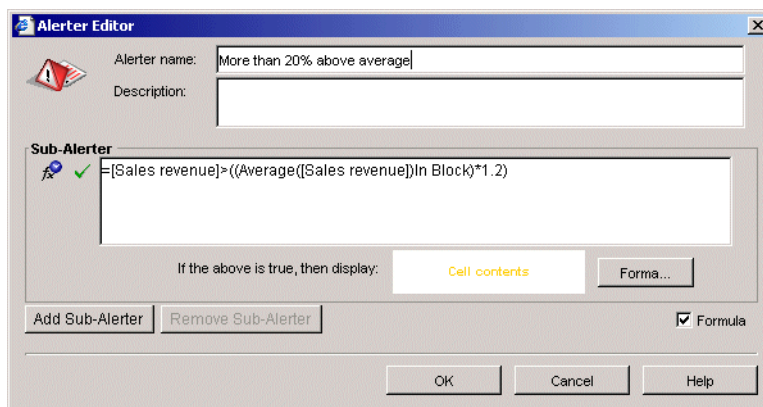 Alerter Editor
Alerter name: More than 20% above average
Description:
Sub-Alerter
fx =[Sales revenue]>((Average([Sales revenue])In Block)*1.2)
If the above is true, then display: Cell contents Forma...
Add Sub-Alerter Remove Sub-Alerter Formula
OK Cancel Help